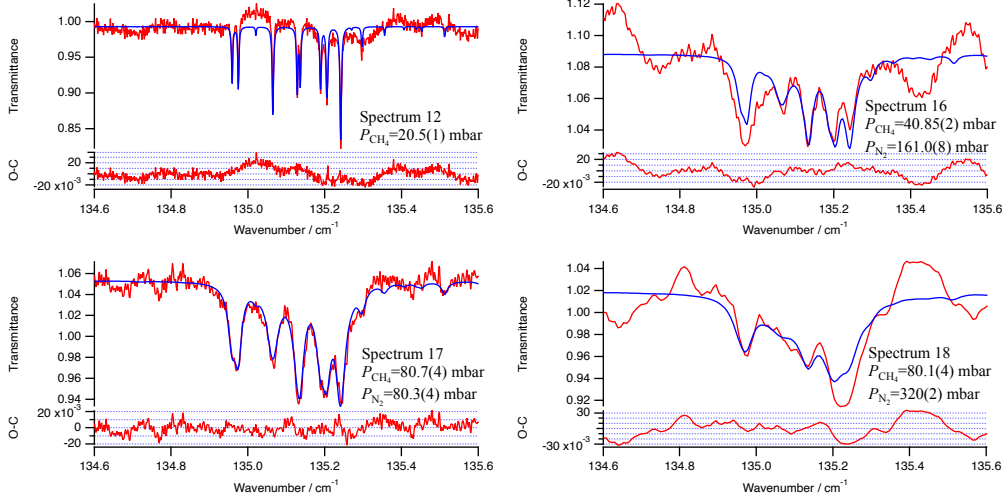 1.00
0.95
0.90
0.85
Transmittance
Spectrum 12
P_CH4=20.5(1) mbar
20
-20 x10^-3
O-C
134.6 134.8 135.0 135.2 135.4 135.6
Wavenumber / cm^-1
1.12
1.10
1.08
1.06
1.04
Transmittance
Spectrum 16
P_CH4=40.85(2) mbar
P_N2=161.0(8) mbar
20
-20 x10^-3
O-C
134.6 134.8 135.0 135.2 135.4 135.6
Wavenumber / cm^-1
1.06
1.04
1.02
1.00
0.98
0.96
0.94
Transmittance
Spectrum 17
P_CH4=80.7(4) mbar
P_N2=80.3(4) mbar
20 x10^-3
0
-20
O-C
134.6 134.8 135.0 135.2 135.4 135.6
Wavenumber / cm^-1
1.04
1.02
1.00
0.98
0.96
0.94
0.92
Transmittance
Spectrum 18
P_CH4=80.1(4) mbar
P_N2=320(2) mbar
30
-30 x10^-3
O-C
134.6 134.8 135.0 135.2 135.4 135.6
Wavenumber / cm^-1